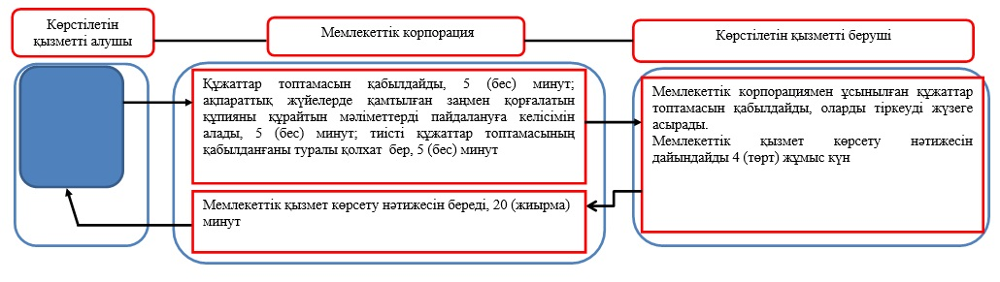 Көрстілетін
қызметті алушы
Мемлекеттік корпорация
Көрстілетін қызметті беруші
Құжаттар топтамасын қабылдайды, 5 (бес) минут;
ақпараттық жүйелерде қамтылған заңмен қорғалатын
құпияны құрайтын мәліметтерді пайдалануға келісімін
алады, 5 (бес) минут; тиісті құжаттар топтамасының
қабылданғаны туралы қолхат бер, 5 (бес) минут
Мемлекеттік корпорациямен ұсынылған құжаттар
топтамасын қабылдайды, оларды тіркеуді жүзеге
асырады.
Мемлекеттік қызмет көрсету нәтижесін
дайындайды 4 (төрт) жұмыс күн
Мемлекеттік қызмет көрсету нәтижесін береді, 20 (жиырма)
минут